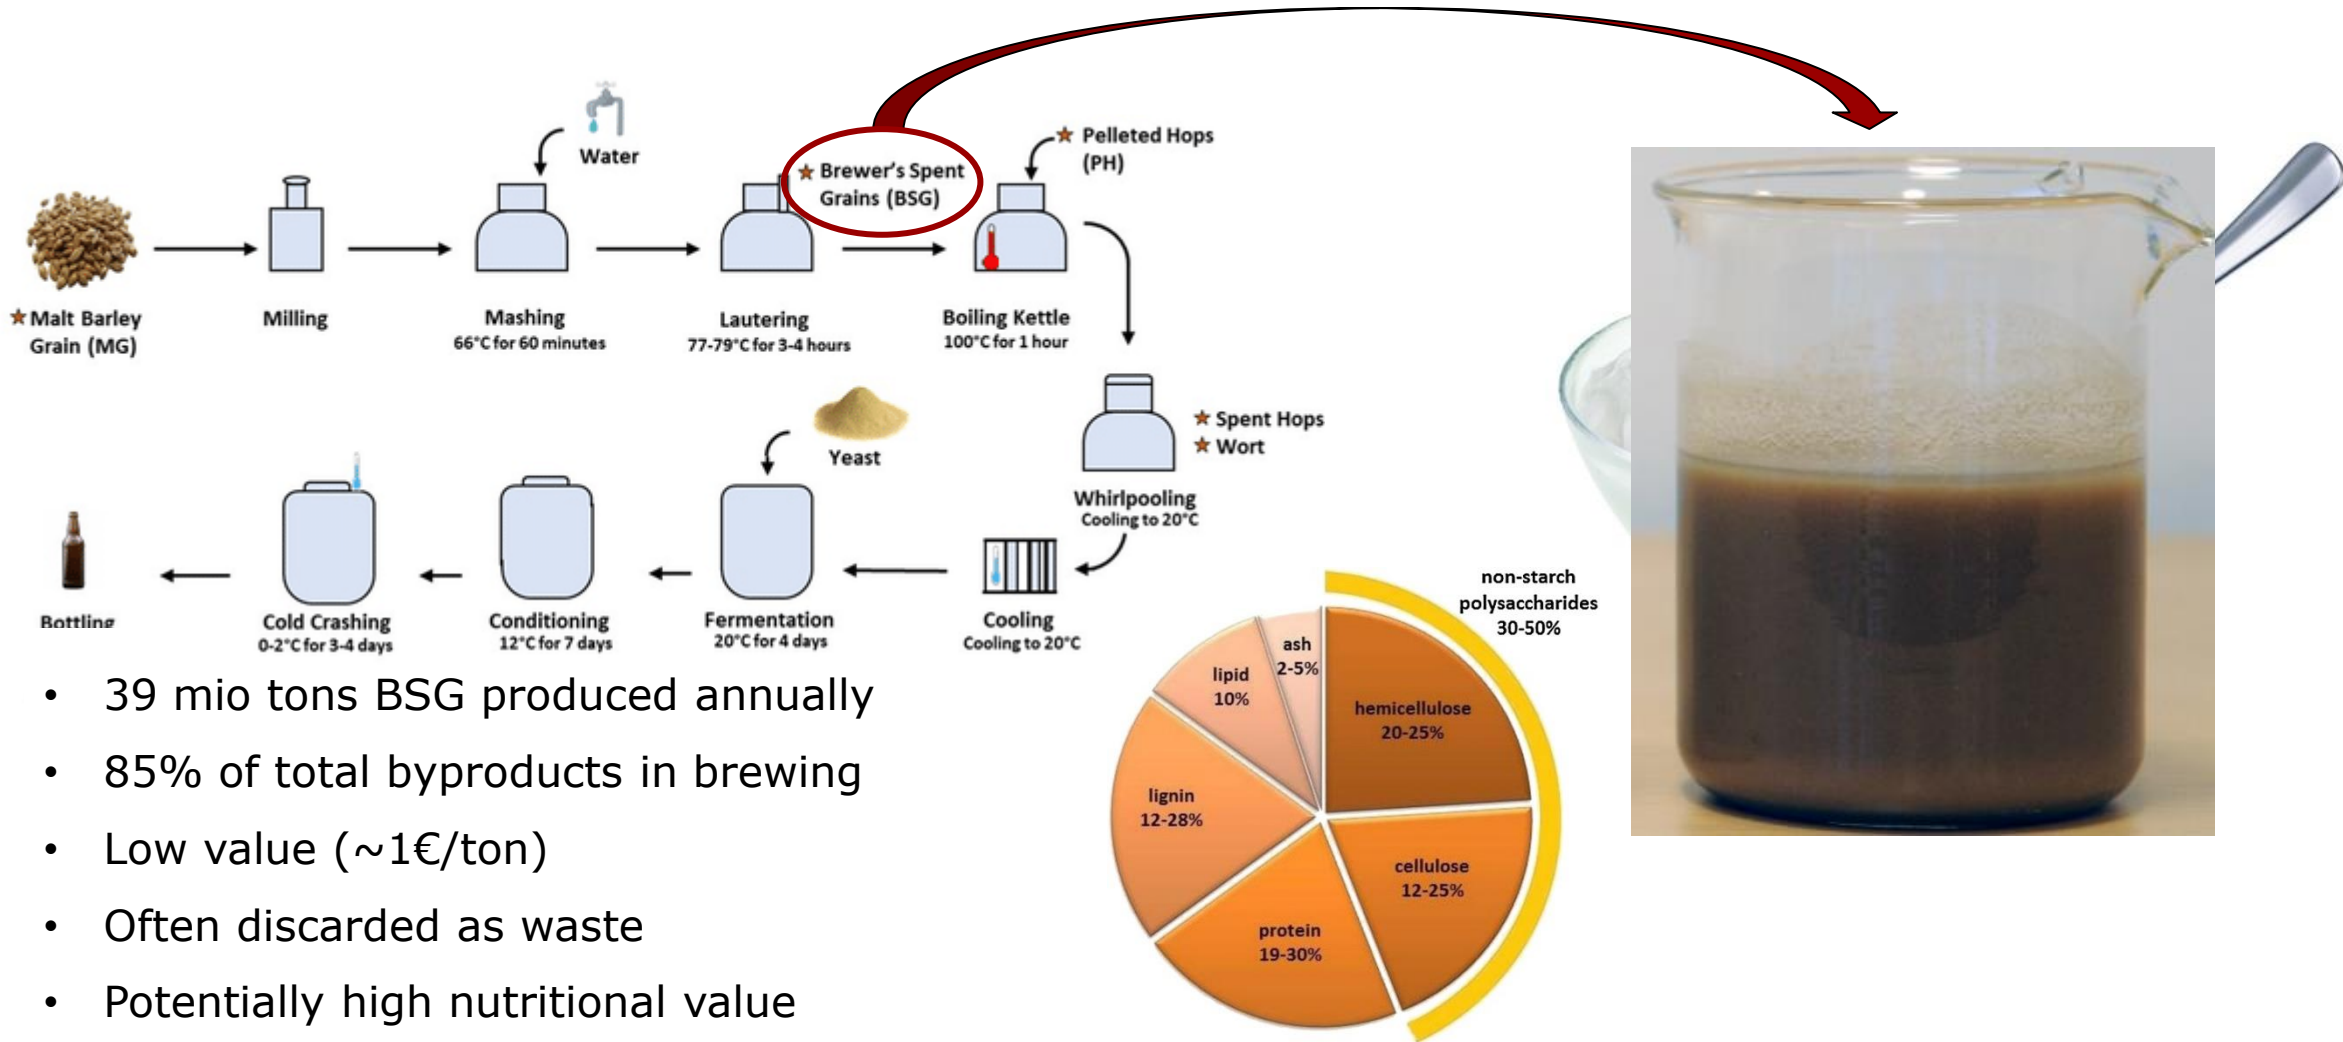 Water
★ Brewer's Spent
Grains (BSG)
★ Pelleted Hops
(PH)
★ Malt Barley
Grain (MG)
Milling
Mashing
66°C for 60 minutes
Lautering
77-79°C for 3-4 hours
Boiling Kettle
100°C for 1 hour
★ Spent Hops
★ Wort
Whirlpooling
Cooling to 20°C
Yeast
Bottling
Cold Crashing
0-2°C for 3-4 days
Conditioning
12°C for 7 days
Fermentation
20°C for 4 days
Cooling
Cooling to 20°C
• 39 mio tons BSG produced annually
• 85% of total byproducts in brewing
• Low value (~1€/ton)
• Often discarded as waste
• Potentially high nutritional value
non-starch
polysaccharides
30-50%
ash
2-5%
lipid
10%
hemicellulose
20-25%
lignin
12-28%
cellulose
12-25%
protein
19-30%